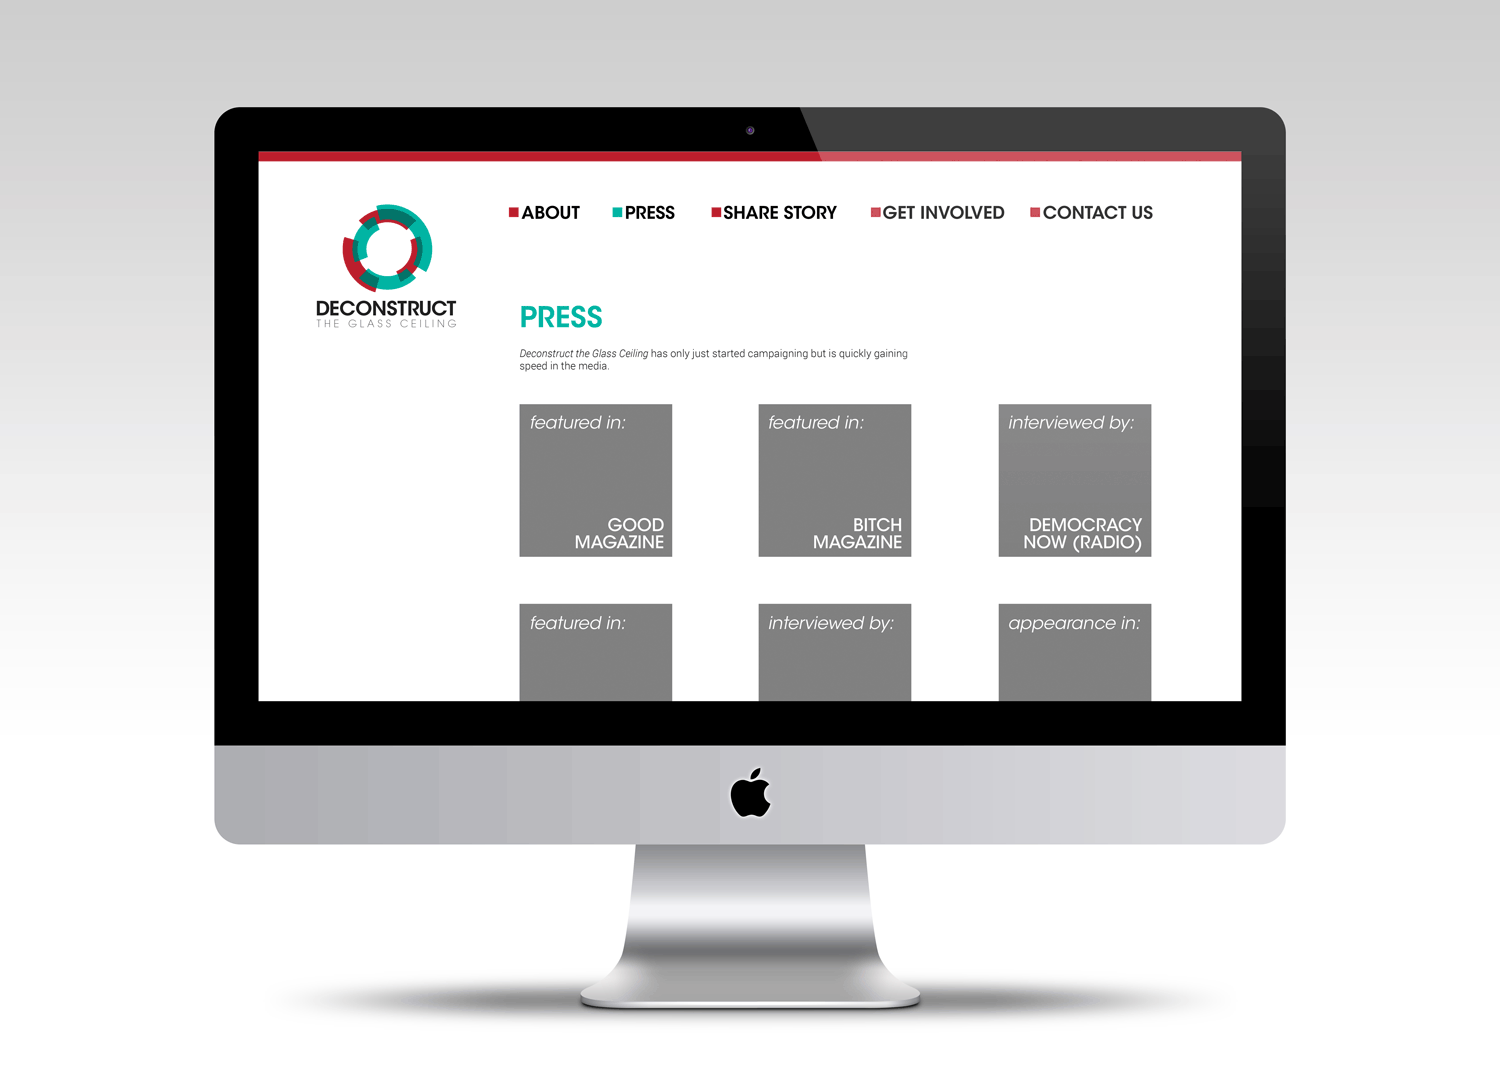 ABOUT
PRESS
SHARE STORY
GET INVOLVED
CONTACT US
DECONSTRUCT
THE GLASS CEILING
PRESS
Deconstruct the Glass Ceiling has only just started campaigning but is quickly gaining
speed in the media.
featured in:
GOOD
MAGAZINE
featured in:
BITCH
MAGAZINE
interviewed by:
DEMOCRACY
NOW (RADIO)
featured in:
interviewed by:
appearance in: